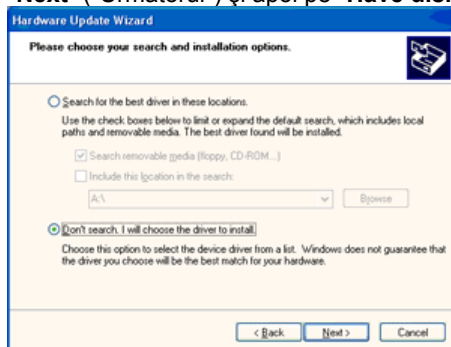 "Next" ("Următorul") şi apoi pe "Have dis
Hardware Update Wizard
Please choose your search and installation options.
Search for the best driver in these locations.
Use the check boxes below to limit or expand the default search, which includes local
paths and removable media. The best driver found will be installed.
Search removable media (floppy, CD-ROM...)
Include this location in the search:
A:\
Browse
Don't search. I will choose the driver to install.
Choose this option to select the device driver from a list. Windows does not guarantee that
the driver you choose will be the best match for your hardware.
< Back Next > Cancel